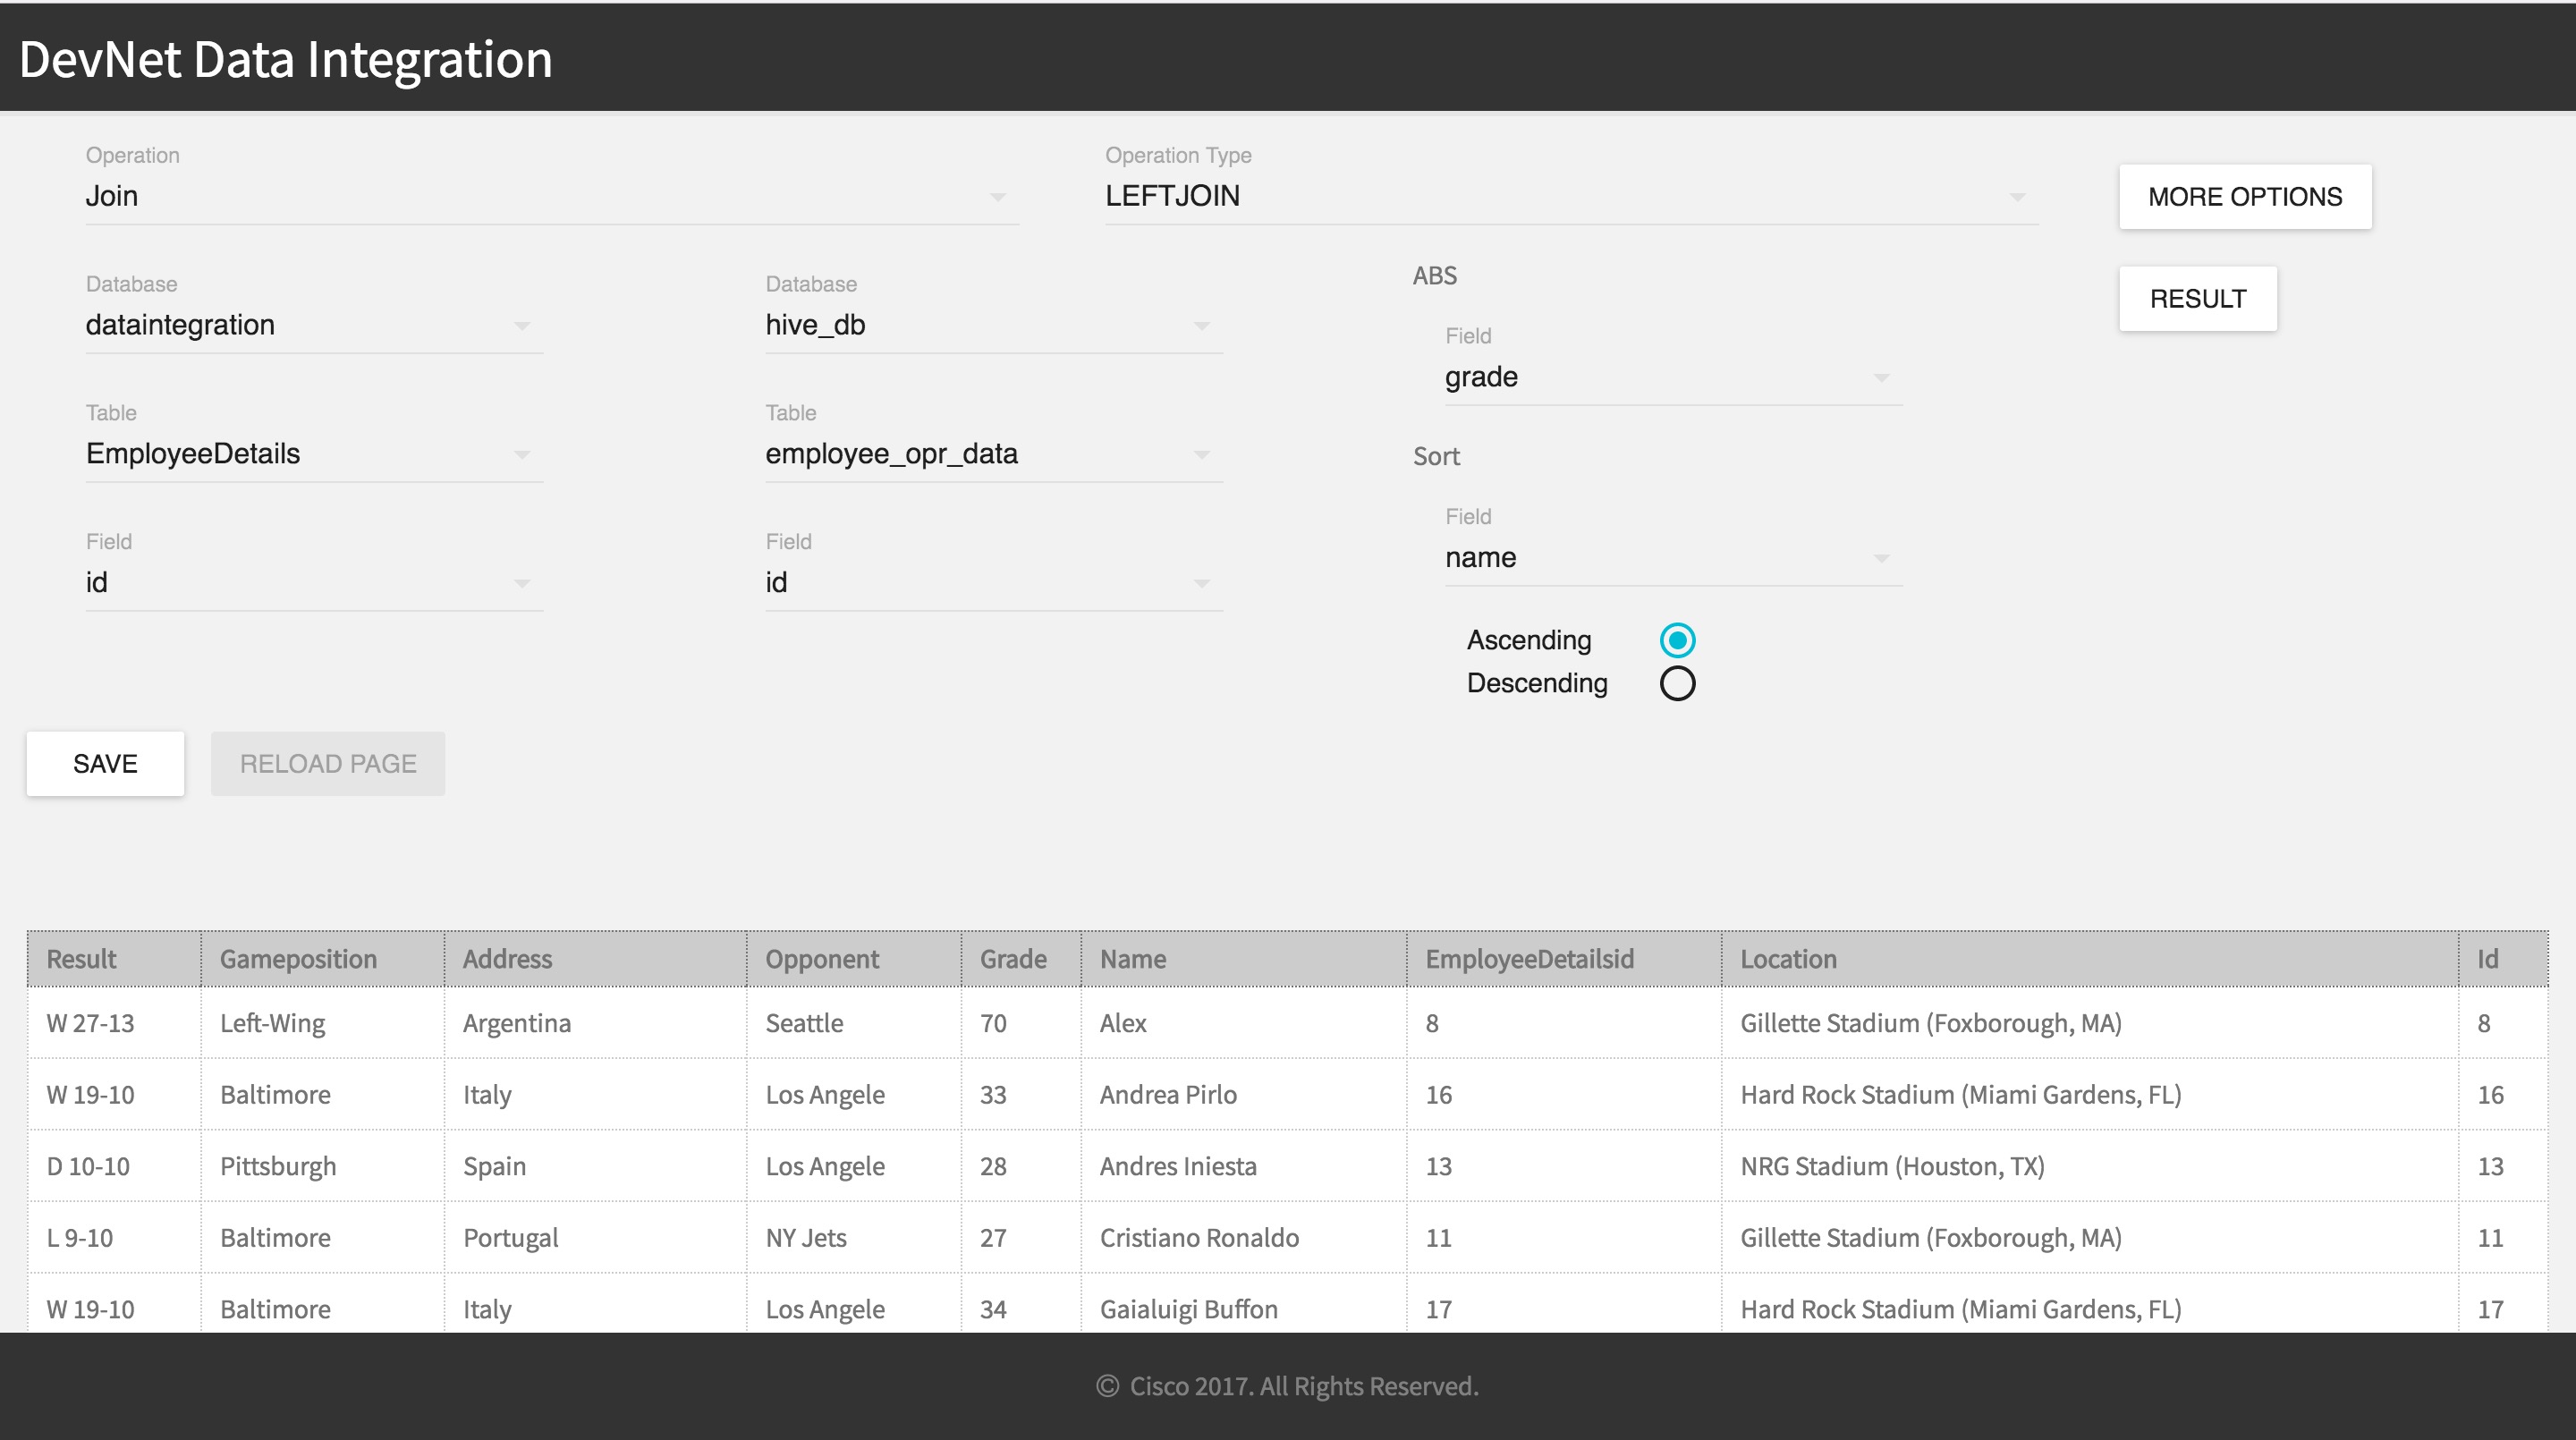 DevNet Data Integration
Operation
Join
Operation Type
LEFTJOIN
MORE OPTIONS
Database
dataintegration
Database
hive_db
ABS
RESULT
Field
grade
Table
EmployeeDetails
Table
employee_opr_data
Sort
Field
name
Field
id
Field
id
Ascending
Descending
SAVE
RELOAD PAGE
Result Gameposition Address Opponent Grade Name EmployeeDetailsid Location Id
W 27-13 Left-Wing Argentina Seattle 70 Alex 8 Gillette Stadium (Foxborough, MA) 8
W 19-10 Baltimore Italy Los Angele 33 Andrea Pirlo 16 Hard Rock Stadium (Miami Gardens, FL) 16
D 10-10 Pittsburgh Spain Los Angele 28 Andres Iniesta 13 NRG Stadium (Houston, TX) 13
L 9-10 Baltimore Portugal NY Jets 27 Cristiano Ronaldo 11 Gillette Stadium (Foxborough, MA) 11
W 19-10 Baltimore Italy Los Angele 34 Gaialuigi Buffon 17 Hard Rock Stadium (Miami Gardens, FL) 17
© Cisco 2017. All Rights Reserved.